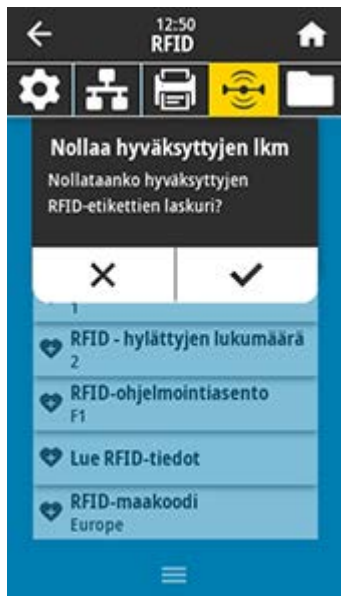 12:50
RFID
Nollaa hyväksyttyjen lkm
Nollataanko hyväksyttyjen
RFID-etikettien laskuri?
1
RFID - hylättyjen lukumäärä
2
RFID-ohjelmointiasento
F1
Lue RFID-tiedot
RFID-maakoodi
Europe